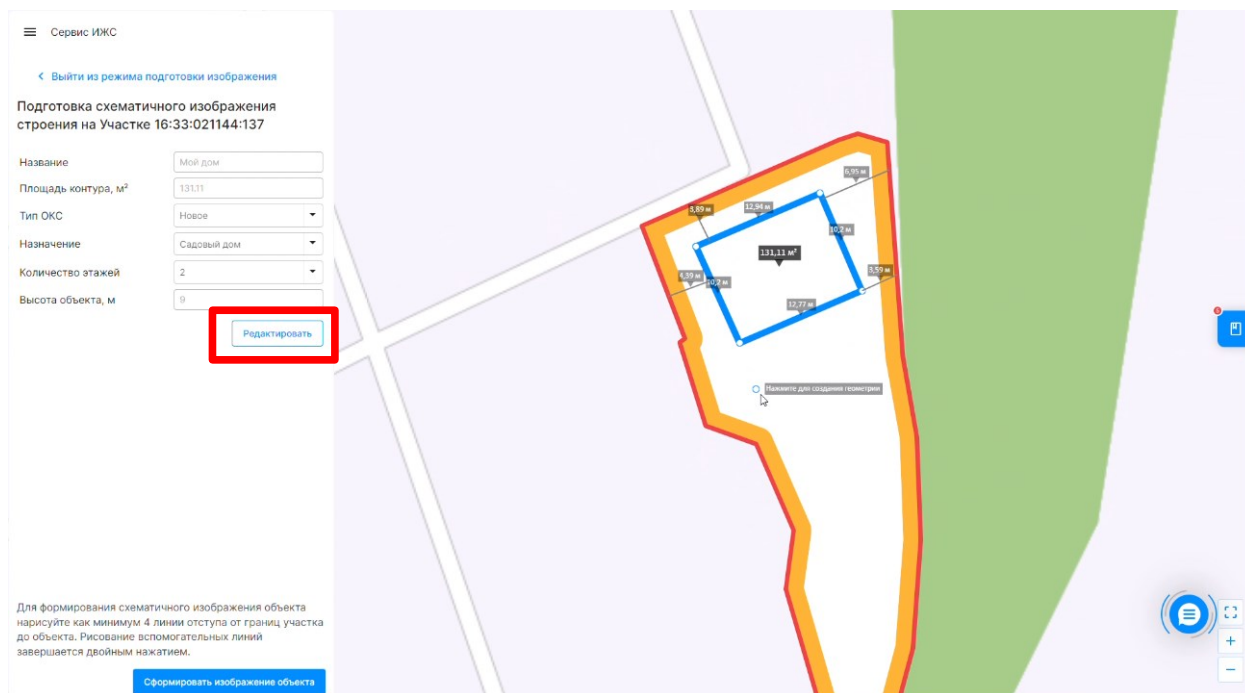 Сервис ИЖС
Выйти из режима подготовки изображения
Подготовка схематичного изображения
строения на Участке 16:33:021144:137
Название Мой дом
Площадь контура, м² 131.11
Тип ОКС Новое
Назначение Садовый дом
Количество этажей 2
Высота объекта, м 9
Редактировать
Для формирования схематичного изображения объекта
нарисуйте как минимум 4 линии отступа от границ участка
до объекта. Рисование вспомогательных линий
завершается двойным нажатием.
Сформировать изображение объекта
6,95 м
3,89 м
12,94 м
10,2 м
131,11 м²
4,39 м
10,2 м
3,59 м
12,77 м
Нажмите для создания геометрии